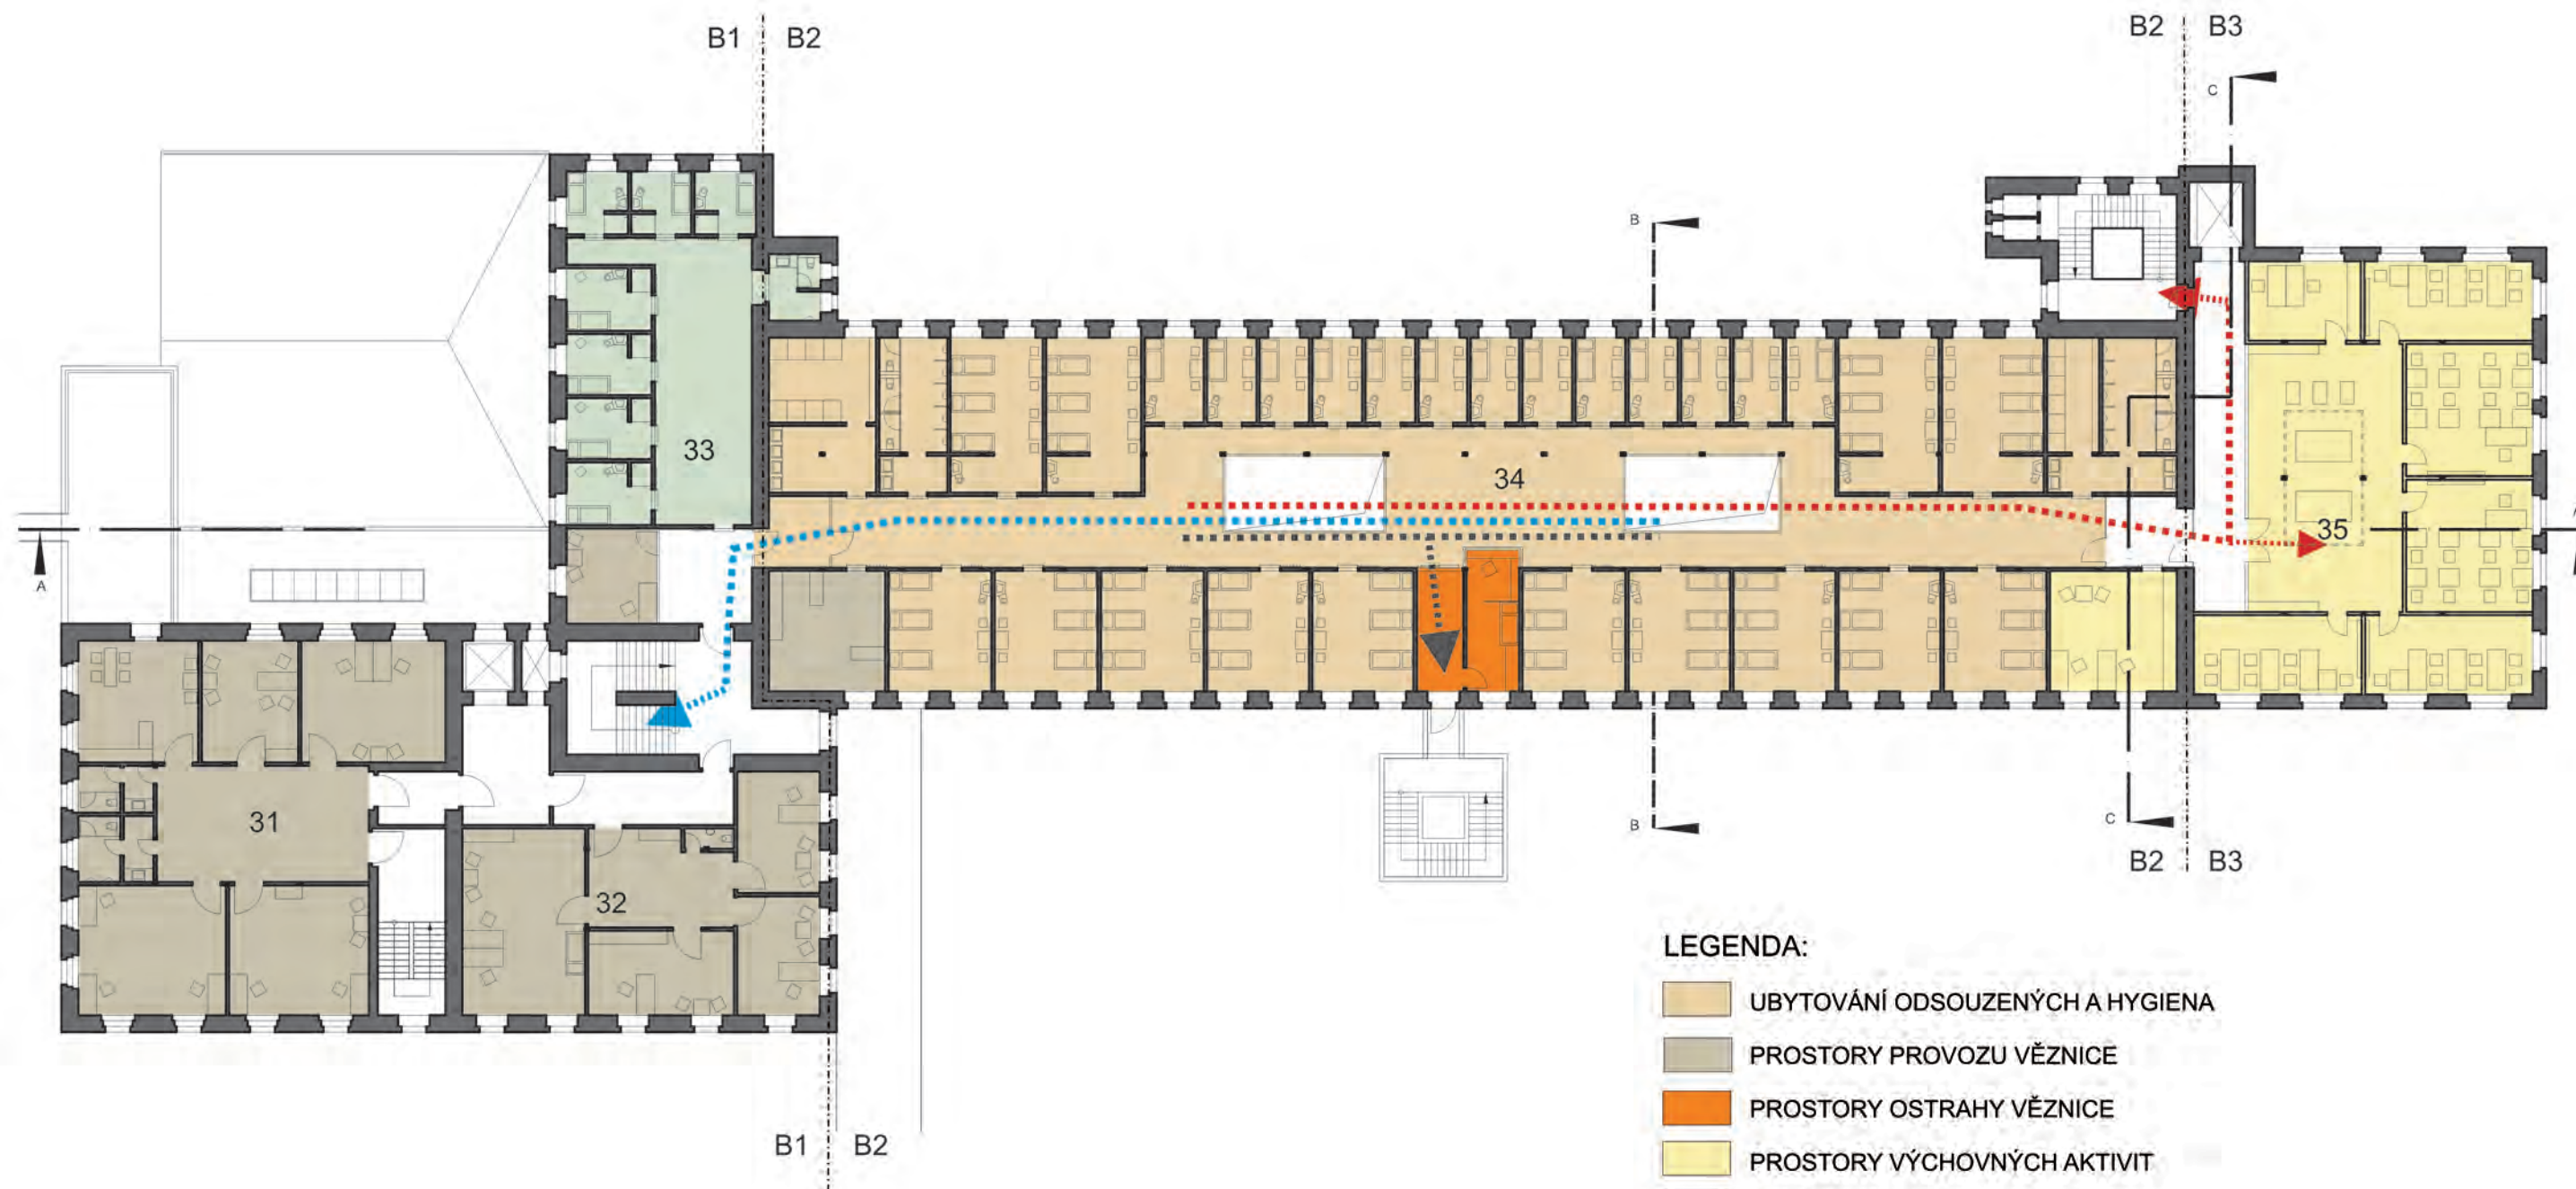 B1 B2
B2 B3
C
B
33
34
35
A
31
32
B
C
B2 B3
B1 B2
LEGENDA:
UBYTOVÁNÍ ODSOUZENÝCH A HYGIENA
PROSTORY PROVOZU VĚZNICE
PROSTORY OSTRAHY VĚZNICE
PROSTORY VÝCHOVNÝCH AKTIVIT